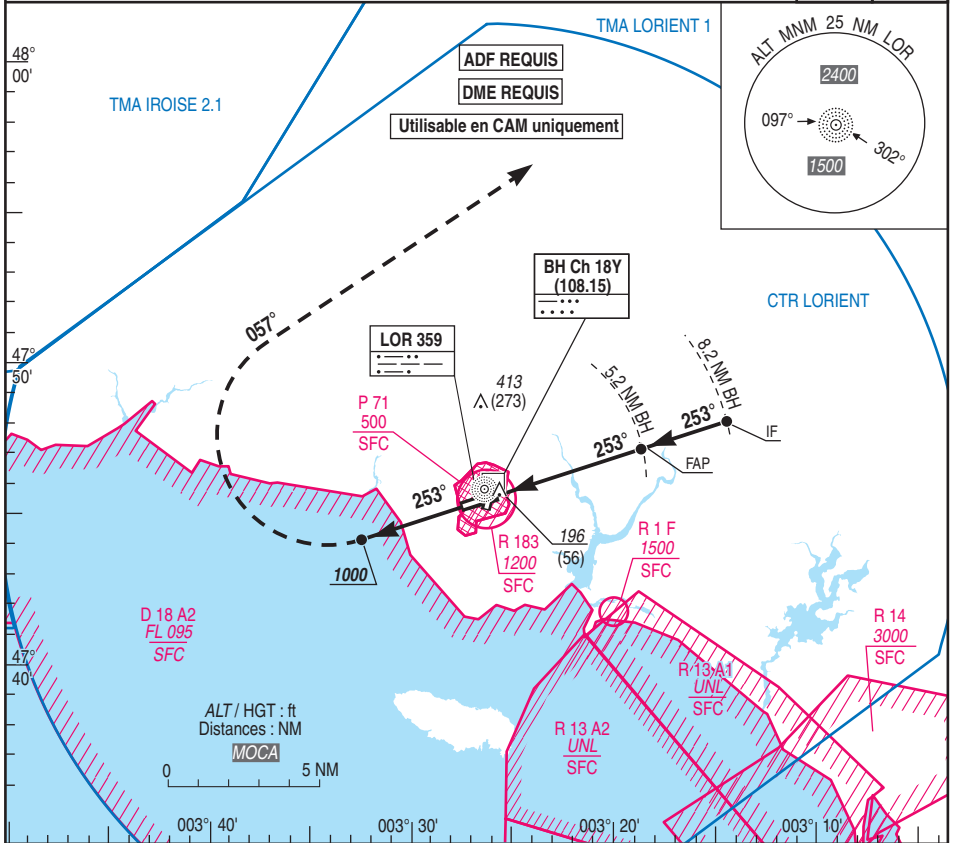 TMA LORIENT 1
ALT MNM 25 NM LOR
2400
097°
302°
1500
48°
00'
ADF REQUIS
DME REQUIS
TMA IROISE 2.1
Utilisable en CAM uniquement
BH Ch 18Y
(108.15)
CTR LORIENT
057°
LOR 359
47°
50'
413
(273)
5.2 NM BH
8.2 NM BH
P 71
500
SFC
253°
253°
253°
IF
FAP
196
(56)
R 183
1200
SFC
R 1 F
1500
SFC
1000
D 18 A2
FL 095
SFC
R 14
3000
SFC
47°
40'
R 13 A1
UNL
SFC
ALT / HGT : ft
Distances : NM
MOCA
R 13 A2
UNL
SFC
0
5 NM
003° 40'
003° 30'
003° 20'
003° 10'